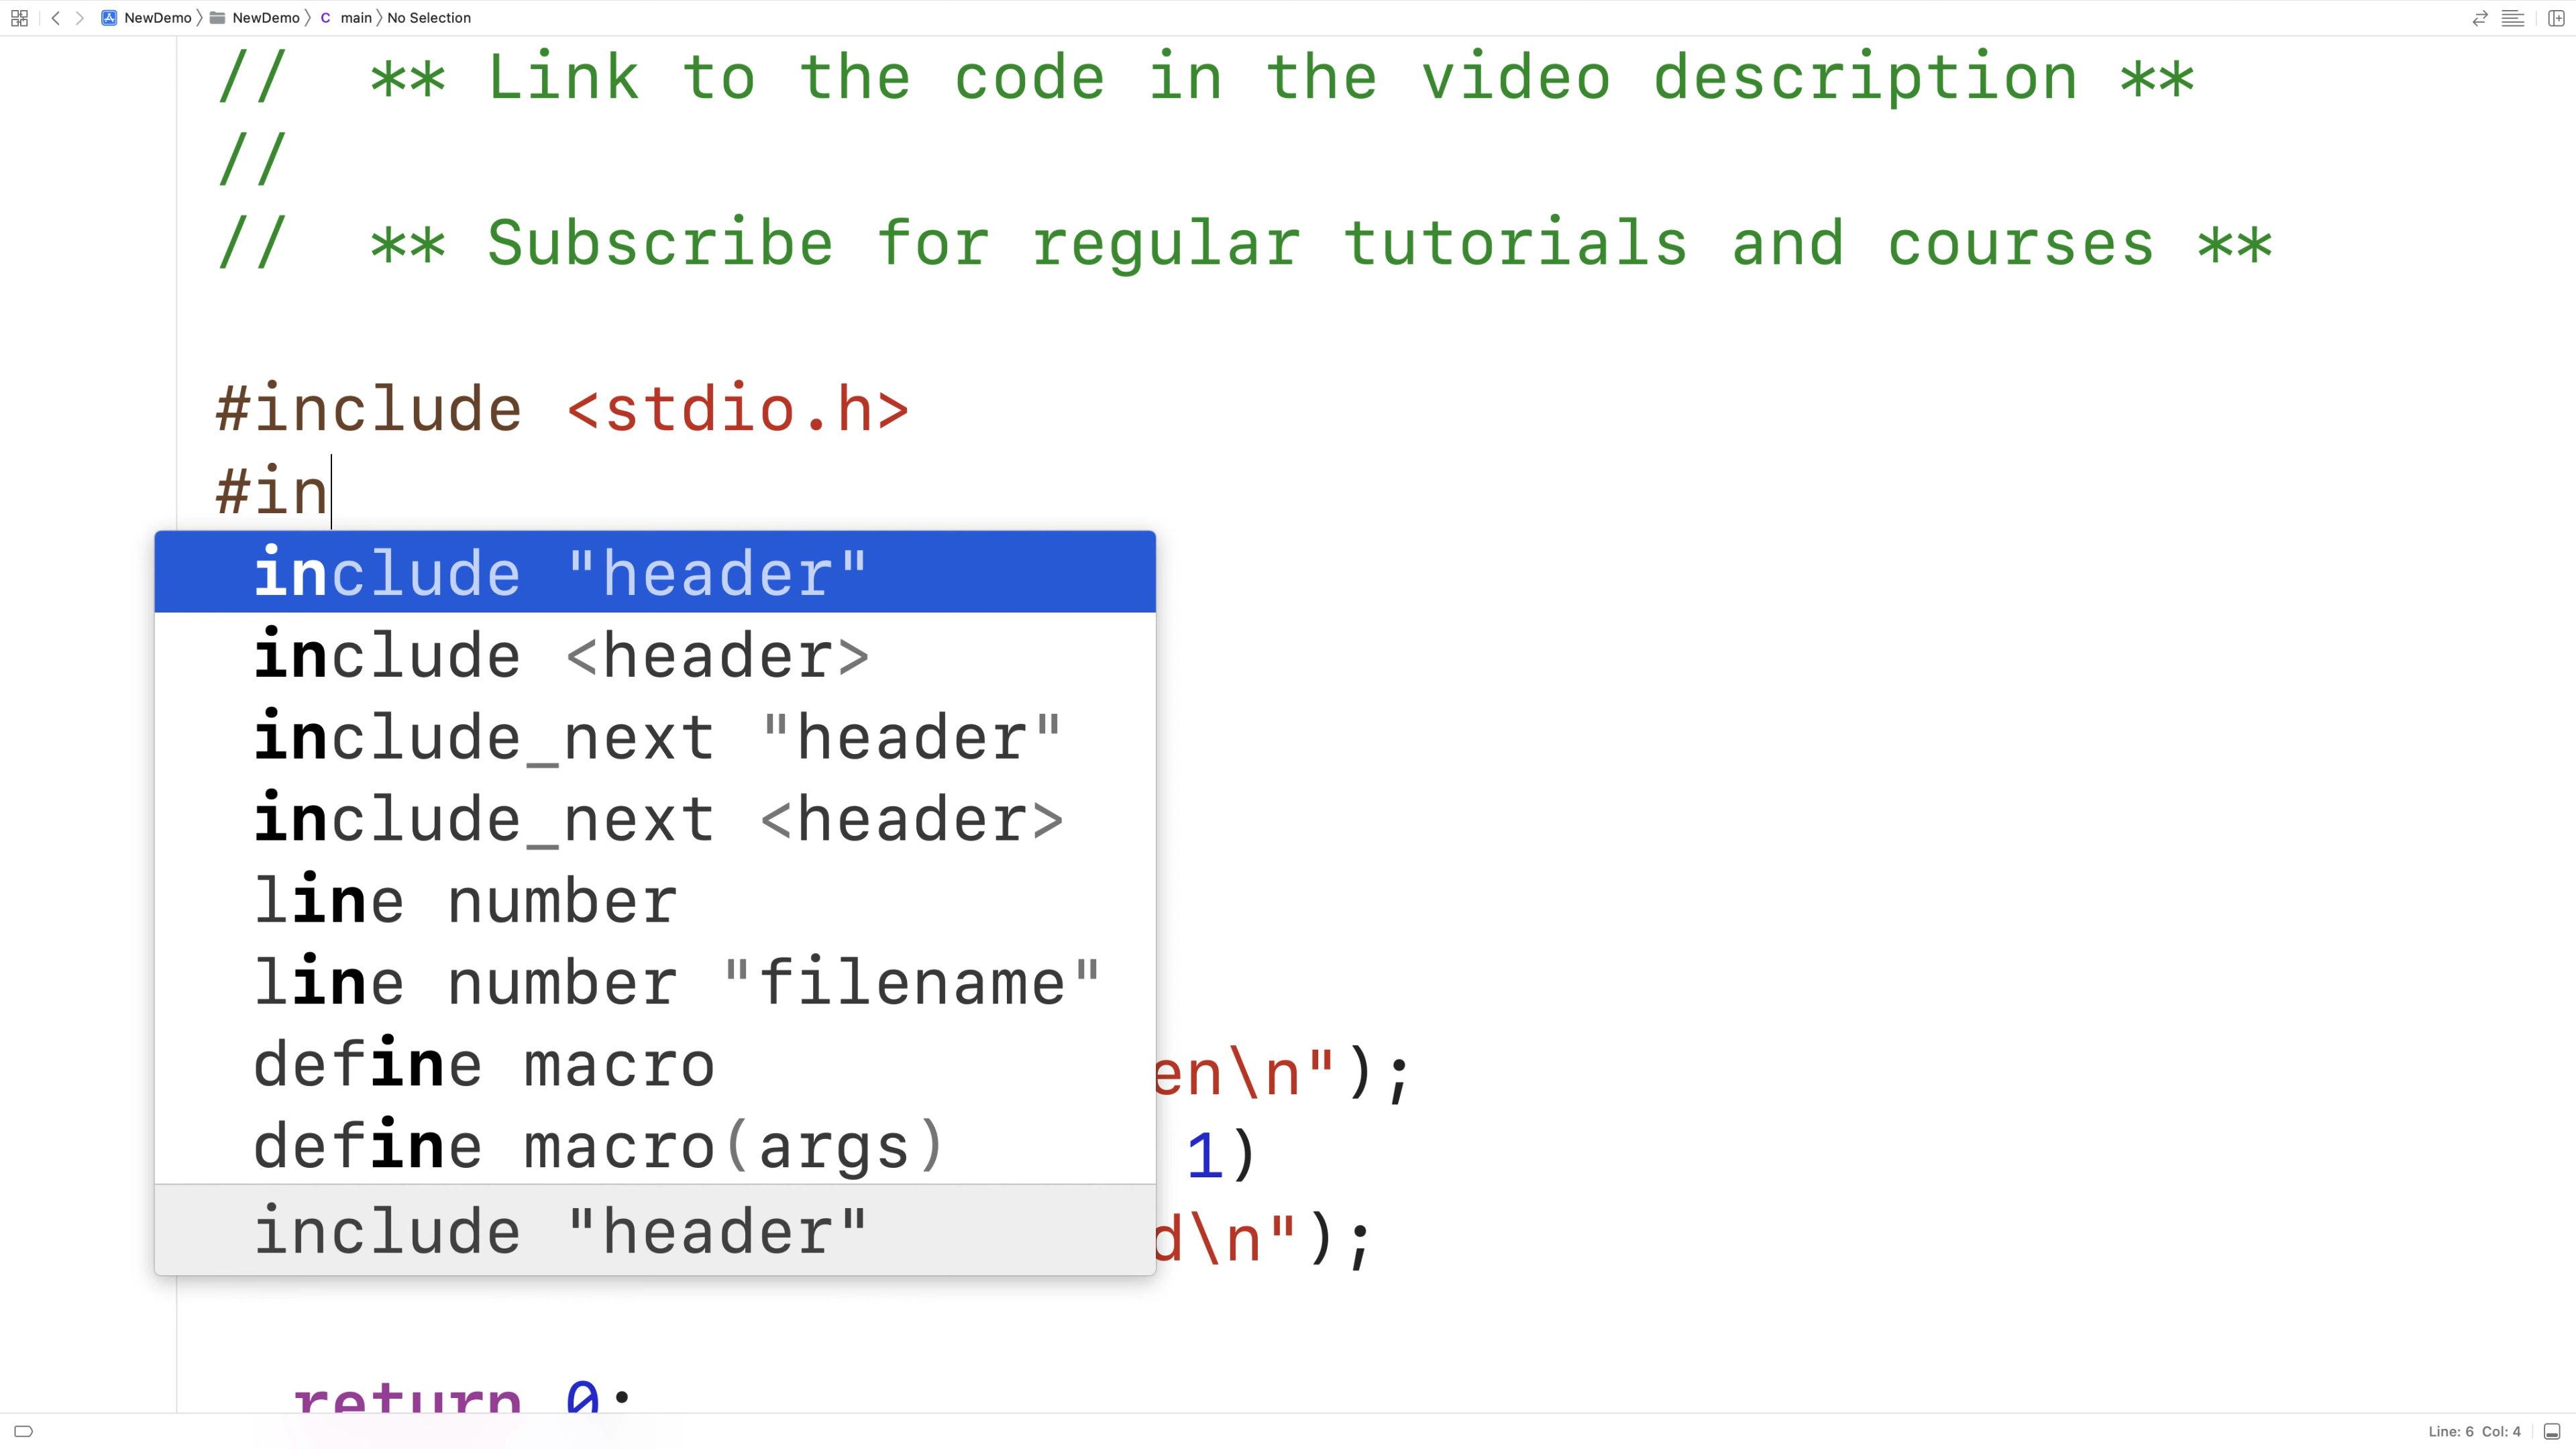 NewDemo 〉 NewDemo 〉 C main 〉 No Selection
// ** Link to the code in the video description **
//
// ** Subscribe for regular tutorials and courses **
#include <stdio.h>
#in
include "header"
include <header>
include_next "header"
include_next <header>
line number
line number "filename"
define macro
define macro(args)
include "header"
en\n");
1)
d\n");
return 0;
Line: 6 Col: 4